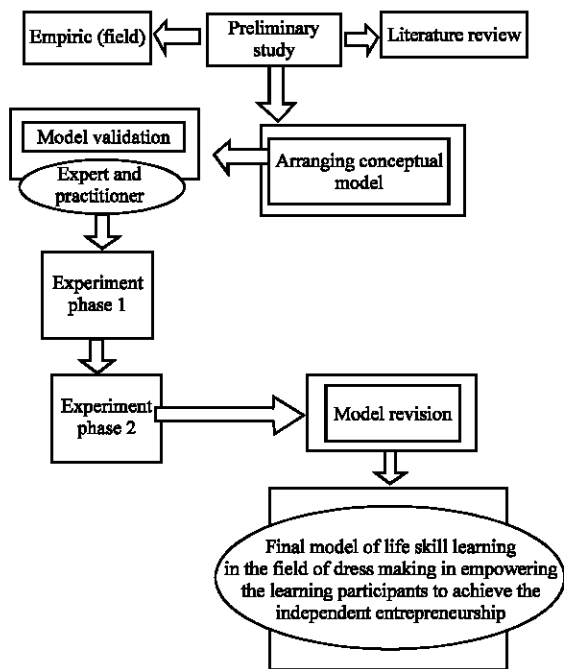 Empiric (field)
Preliminary
study
Literature review
Model validation
Expert and
practitioner
Arranging conceptual
model
Experiment
phase 1
Experiment
phase 2
Model revision
Final model of life skill learning
in the field of dress making in empowering
the learning participants to achieve the
independent entrepreneurship